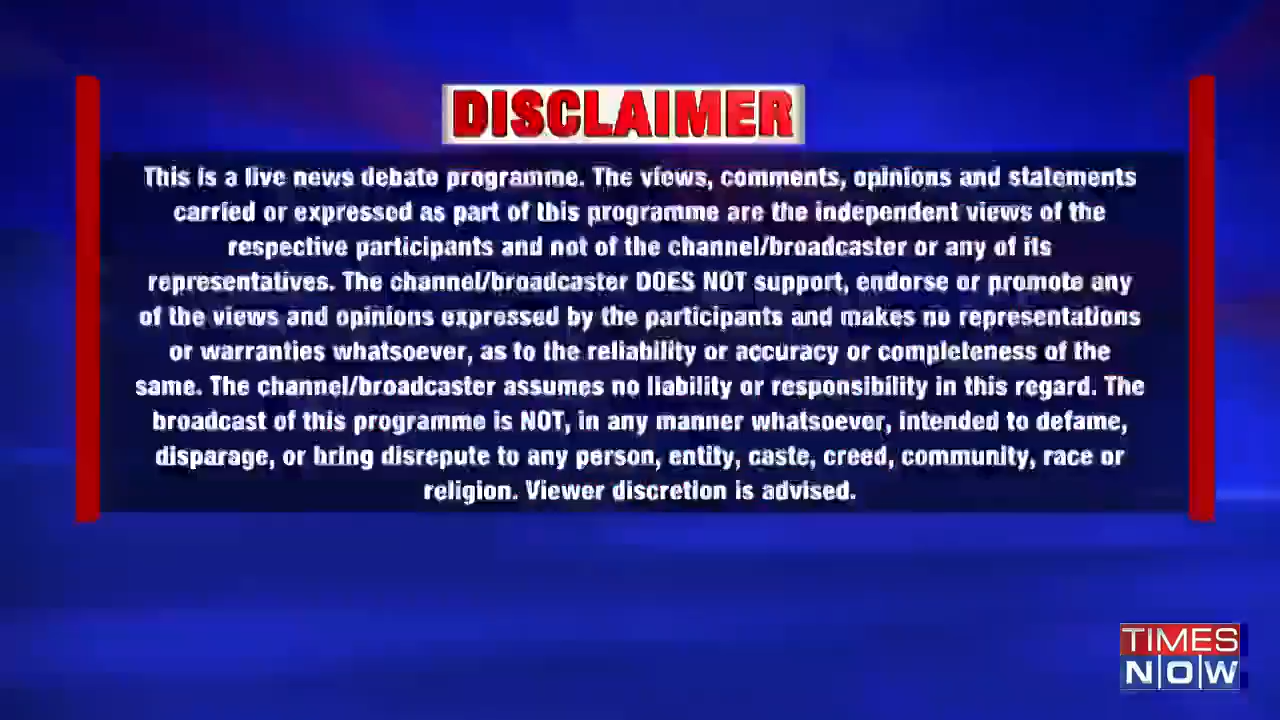 DISCLAIMER
This is a live news debate programme. The views, comments, opinions and statements
carried or expressed as part of this programme are the independent views of the
respective participants and not of the channel/broadcaster or any of its
representatives. The channel/broadcaster DOES NOT support, endorse or promote any
of the views and opinions expressed by the participants and makes no representations
or warranties whatsoever, as to the reliability or accuracy or completeness of the
same. The channel/broadcaster assumes no liability or responsibility in this regard. The
broadcast of this programme is NOT, in any manner whatsoever, intended to defame,
disparage, or bring disrepute to any person, entity, caste, creed, community, race or
religion. Viewer discretion is advised.
TIMES
NOW